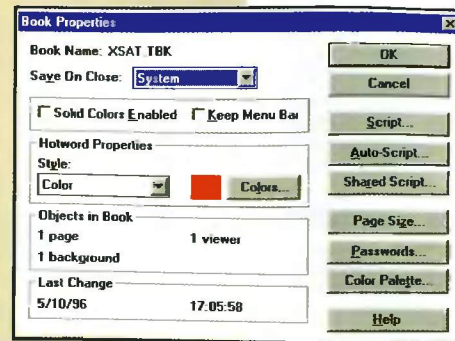 Book Properties
Book Name: XSAT_TBK
Save On Close: System
Solid Colors Enabled Keep Menu Bar
Hotword Properties
Style:
Color Colors...
Objects in Book
1 page 1 viewer
1 background
Last Change
5/10/96 17:05:58
OK
Cancel
Script...
Auto-Script...
Shared Script...
Page Size...
Passwords...
Color Palette...
Help